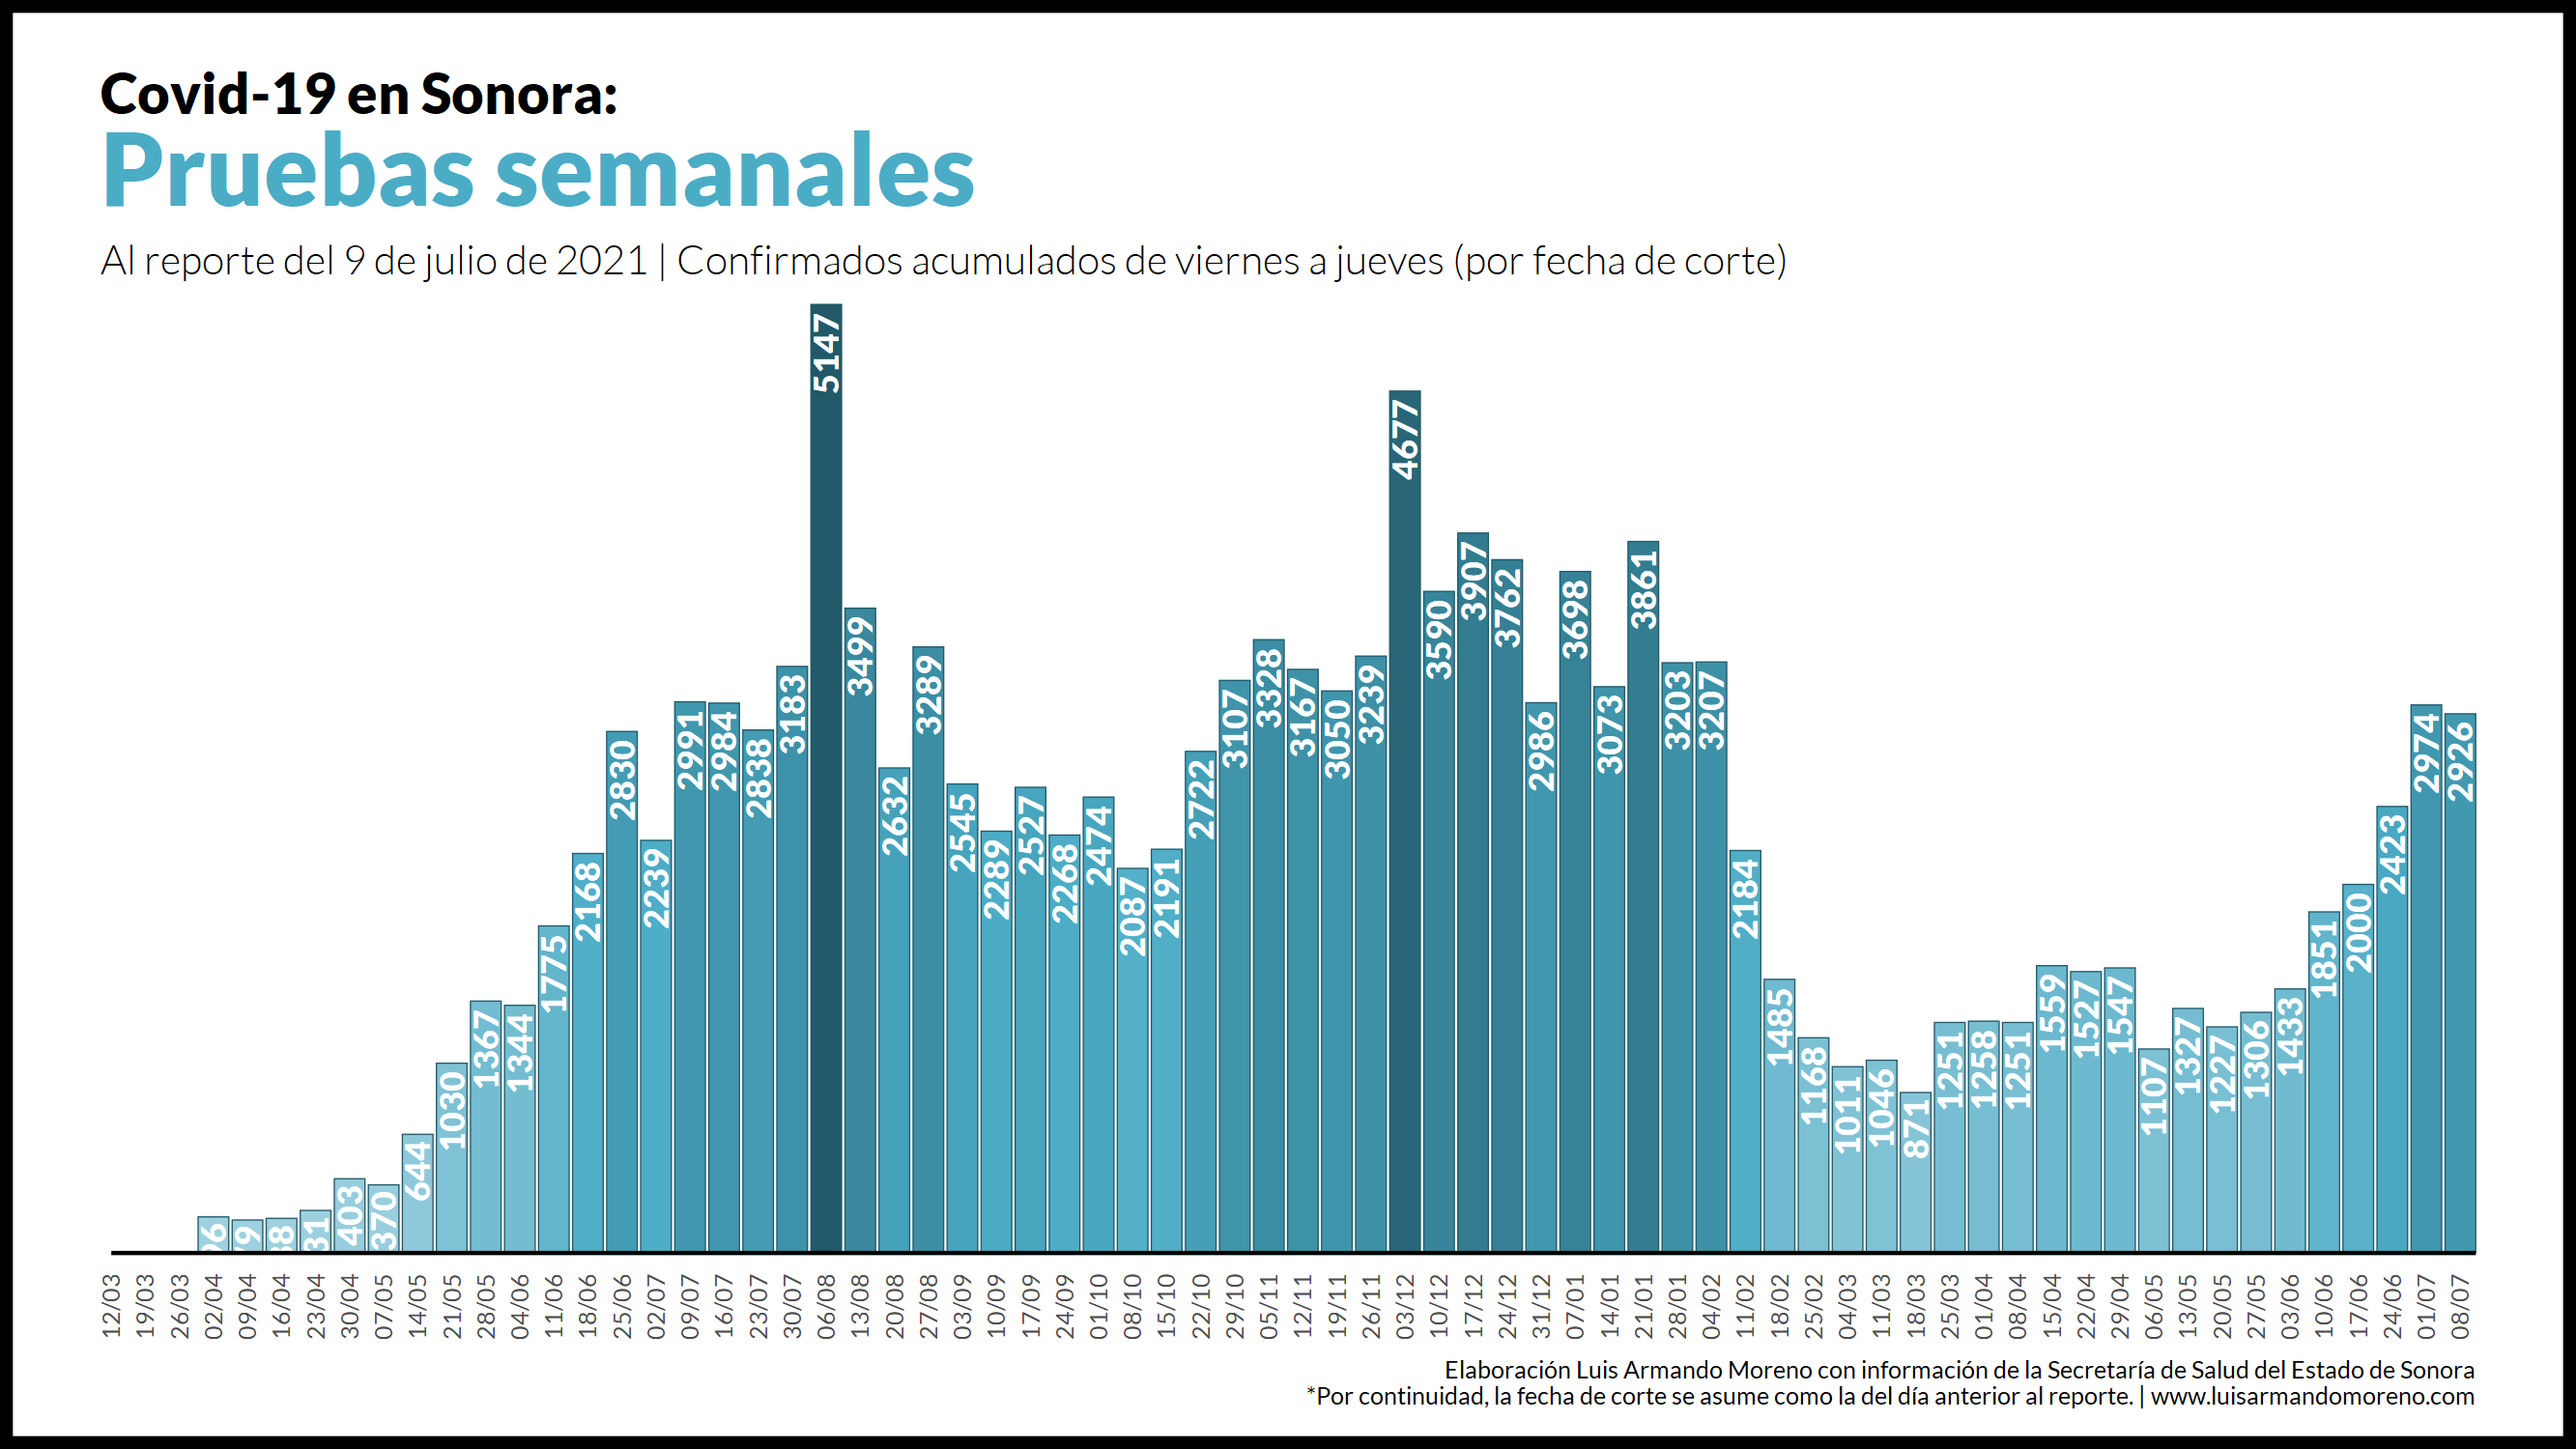 Covid-19 en Sonora:
Pruebas semanales
Al reporte del 9 de julio de 2021 | Confirmados acumulados de viernes a jueves (por fecha de corte)
403 370 644 1030 1367 1344 1775 2168 2830 2239 2991 2984 2838 3183 5147 3499 2632 3289 2545 2289 2527 2268 2474 2087 2191 2722 3107 3328 3167 3050 3239 4677 3590 3907 3762 2986 3698 3073 3861 3203 3207 2184 1485 1168 1011 1046 871 1251 1258 1251 1559 1527 1547 1107 1327 1227 1306 1433 1851 2000 2423 2974 2926
12/03 19/03 26/03 02/04 09/04 16/04 23/04 30/04 07/05 14/05 21/05 28/05 04/06 11/06 18/06 25/06 02/07 09/07 16/07 23/07 30/07 06/08 13/08 20/08 27/08 03/09 10/09 17/09 24/09 01/10 08/10 15/10 22/10 29/10 05/11 12/11 19/11 26/11 03/12 10/12 17/12 24/12 31/12 07/01 14/01 21/01 28/01 04/02 11/02 18/02 25/02 04/03 11/03 18/03 25/03 01/04 08/04 15/04 22/04 29/04 06/05 13/05 20/05 27/05 03/06 10/06 17/06 24/06 01/07 08/07
Elaboración Luis Armando Moreno con información de la Secretaría de Salud del Estado de Sonora
*Por continuidad, la fecha de corte se asume como la del día anterior al reporte. | www.luisarmandomoreno.com